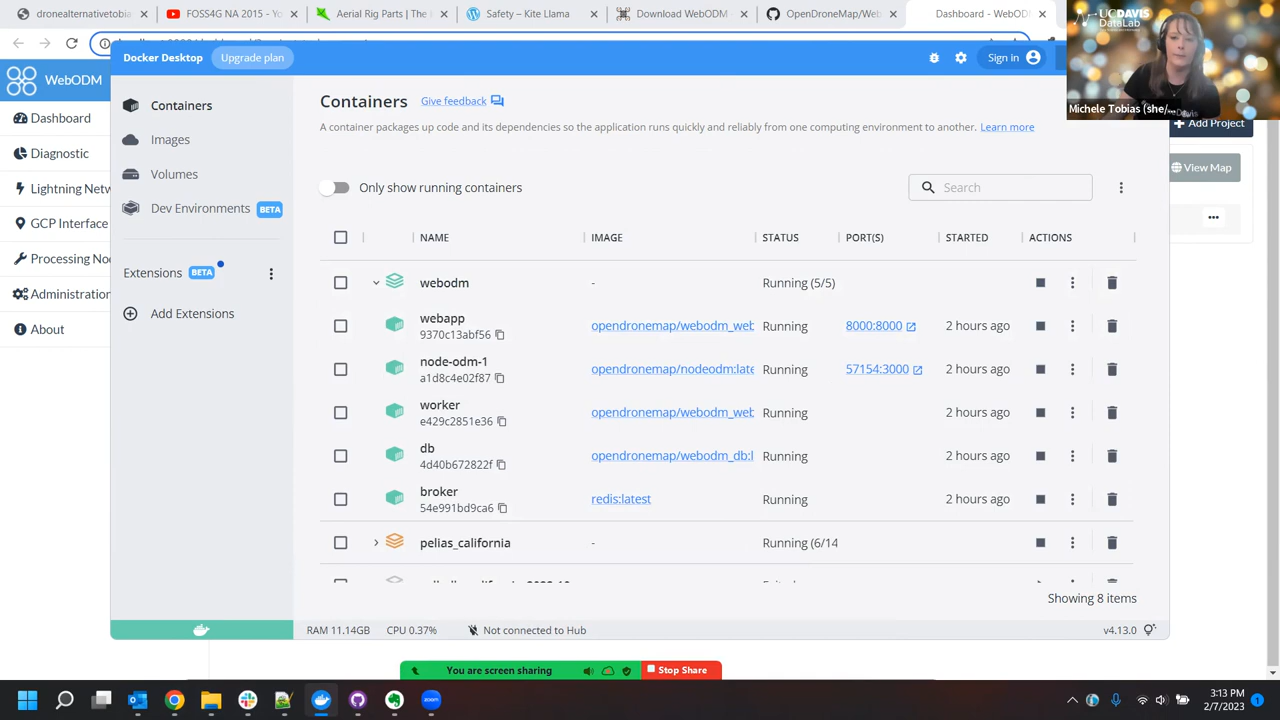 dronealternativetobia
FOSS4G NA 2015 - Yo
Aerial Rig Parts | The A
Safety – Kite Llama
Download WebODM
OpenDroneMap/Web
Dashboard - WebOD
UCDAVIS
DataLab
Michele Tobias (she/...
WebODM
Dashboard
Diagnostic
Lightning Netw
GCP Interface
Processing No
Administration
About
Add Project
View Map
Docker Desktop
Upgrade plan
Sign in
Containers
Images
Volumes
Dev Environments
BETA
Extensions
BETA
Add Extensions
Containers
Give feedback
A container packages up code and its dependencies so the application runs quickly and reliably from one computing environment to another. Learn more
Only show running containers
Search
NAME IMAGE STATUS PORT(S) STARTED ACTIONS
webodm - Running (5/5)
webapp
9370c13abf56
opendronemap/webodm_web Running 8000:8000 2 hours ago
node-odm-1
a1d8c4e02f87
opendronemap/nodeodm:late Running 57154:3000 2 hours ago
worker
e429c2851e36
opendronemap/webodm_web Running 2 hours ago
db
4d40b672822f
opendronemap/webodm_db:l Running 2 hours ago
broker
54e991bd9ca6
redis:latest Running 2 hours ago
pelias_california - Running (6/14
Showing 8 items
RAM 11.14GB CPU 0.37% Not connected to Hub
v4.13.0
You are screen sharing
Stop Share
zoom
3:13 PM
2/7/2023
1